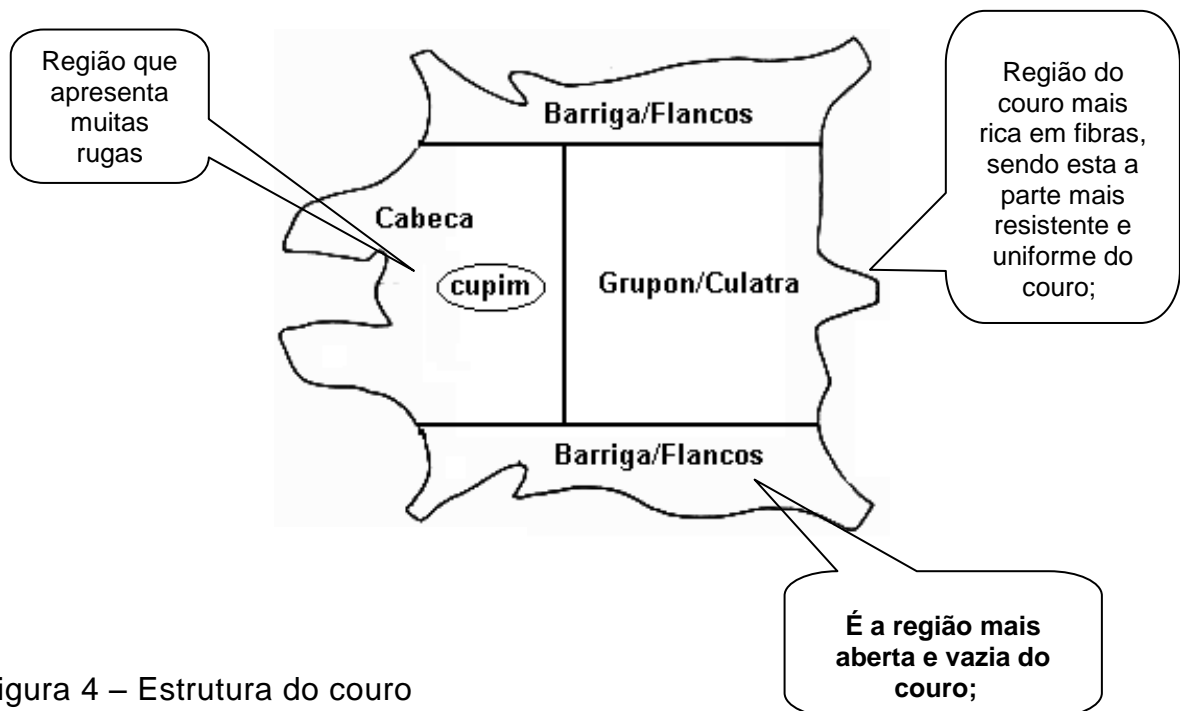 Região que
apresenta
muitas
rugas
Barriga/Flancos
Região do
couro mais
rica em fibras,
sendo esta a
parte mais
resistente e
uniforme do
couro;
Cabeca
cupim
Grupon/Culatra
Barriga/Flancos
É a região mais
aberta e vazia do
couro;
igura 4 – Estrutura do couro